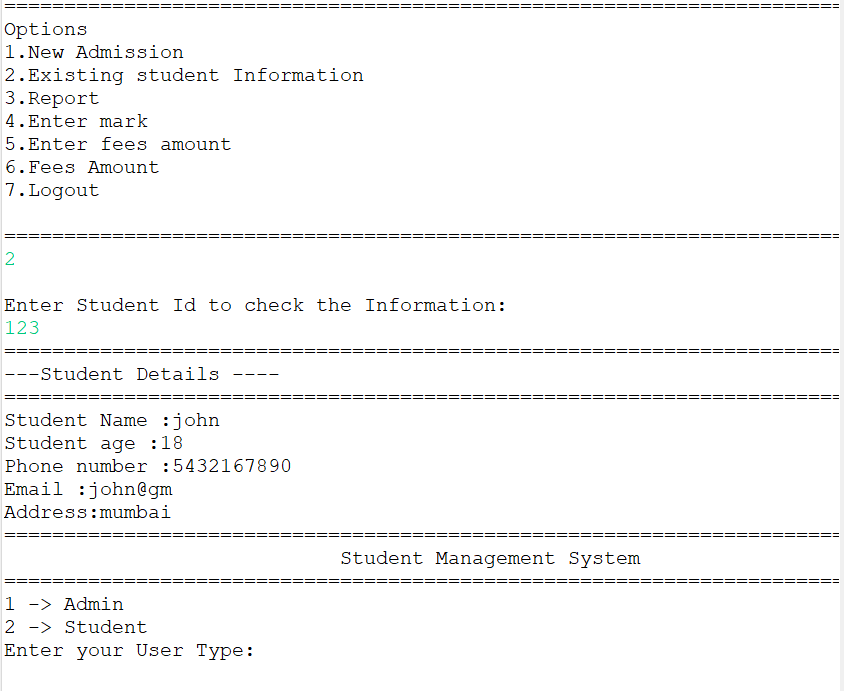 ======================================================================
Options
1.New Admission
2.Existing student Information
3.Report
4.Enter mark
5.Enter fees amount
6.Fees Amount
7.Logout
======================================================================
2
Enter Student Id to check the Information:
123
======================================================================
---Student Details ----
======================================================================
Student Name :john
Student age :18
Phone number :5432167890
Email :john@gm
Address:mumbai
======================================================================
Student Management System
======================================================================
1 -> Admin
2 -> Student
Enter your User Type: